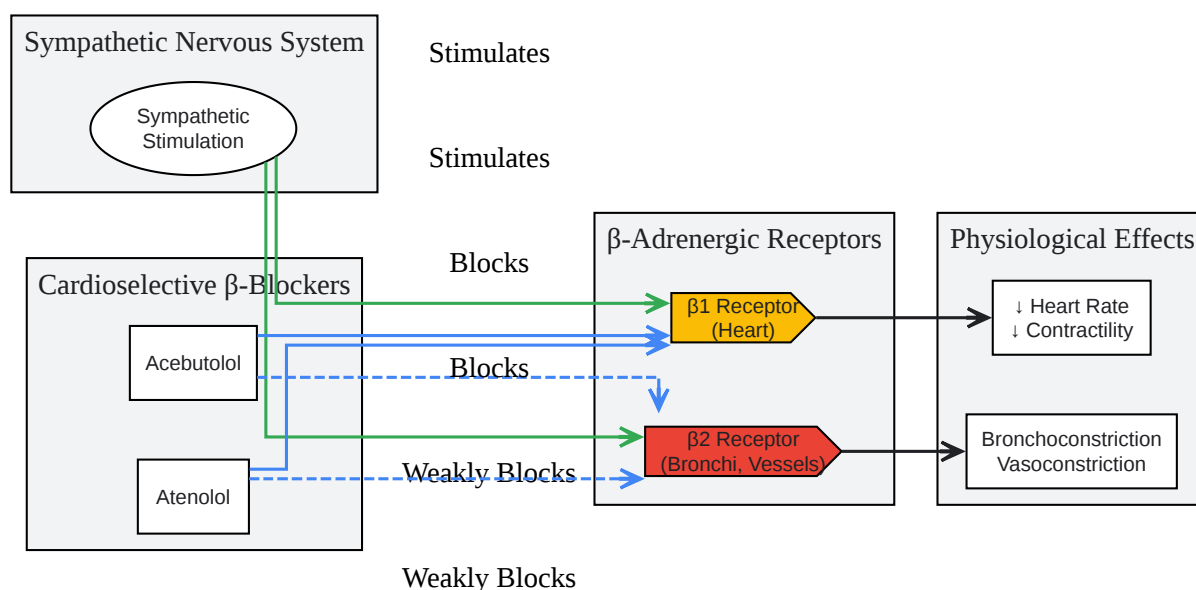 Sympathetic Nervous System
Sympathetic
Stimulation
Stimulates
Stimulates
Blocks
Blocks
Weakly Blocks
Weakly Blocks
Cardioselective β-Blockers
Acebutolol
Atenolol
β-Adrenergic Receptors
β1 Receptor
(Heart)
β2 Receptor
(Bronchi, Vessels)
Physiological Effects
↓ Heart Rate
↓ Contractility
Bronchoconstriction
Vasoconstriction